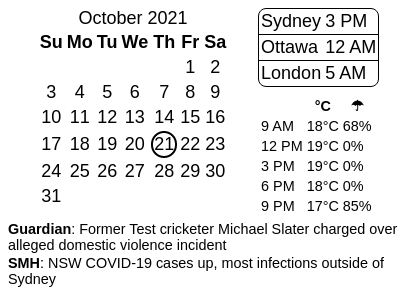 October 2021
Su Mo Tu We Th Fr Sa
1 2
3 4 5 6 7 8 9
10 11 12 13 14 15 16
17 18 19 20 21 22 23
24 25 26 27 28 29 30
31
Sydney 3 PM
Ottawa 12 AM
London 5 AM
°C ☂
9 AM 18°C 68%
12 PM 19°C 0%
3 PM 19°C 0%
6 PM 18°C 0%
9 PM 17°C 85%
Guardian: Former Test cricketer Michael Slater charged over
alleged domestic violence incident
SMH: NSW COVID-19 cases up, most infections outside of
Sydney